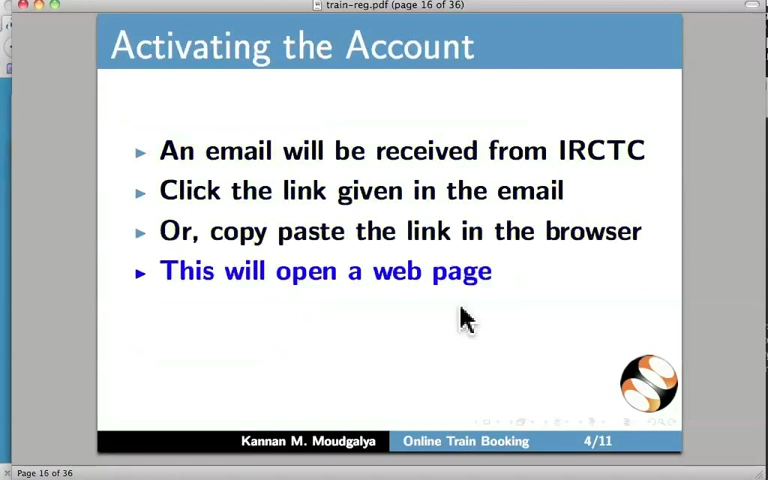 train-reg.pdf (page 16 of 36)
Activating the Account
An email will be received from IRCTC
Click the link given in the email
Or, copy paste the link in the browser
This will open a web page
Kannan M. Moudgalya Online Train Booking 4/11
Page 16 of 36